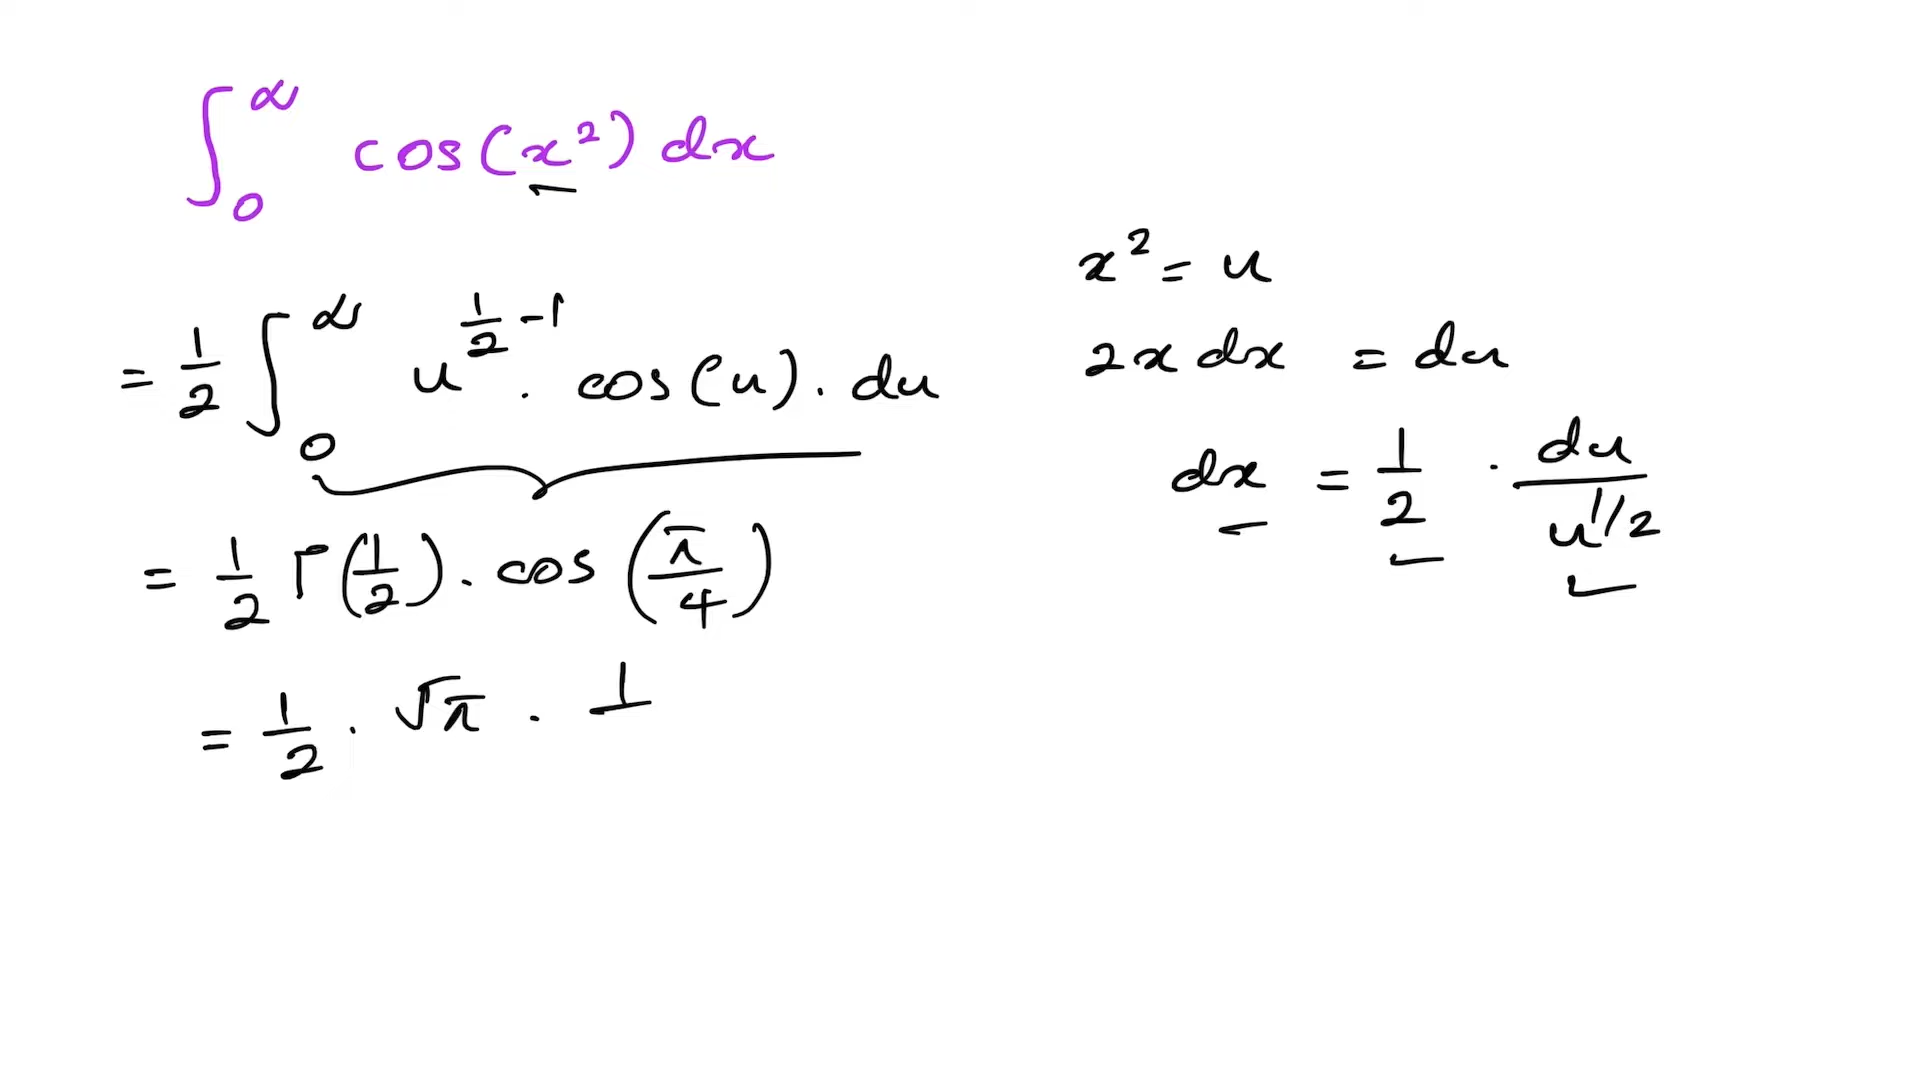 ∫₀^∞ cos(x²) dx
x² = u
= 1/2 ∫₀^∞ u^(1/2 - 1) . cos(u) . du
2x dx = du
dx = 1/2 . du/u^(1/2)
= 1/2 Γ(1/2) . cos(π/4)
= 1/2 . √π . 1